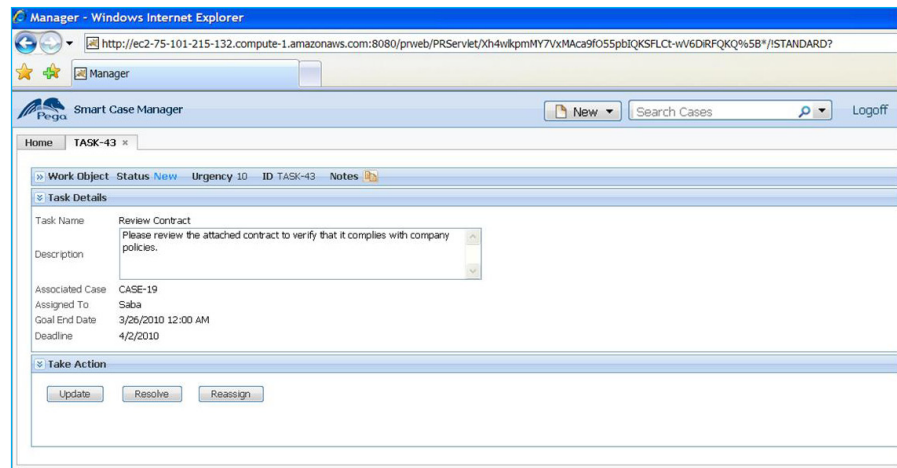 Manager - Windows Internet Explorer
http://ec2-75-101-215-132.compute-1.amazonaws.com:8080/prweb/PRServlet/Xh4wlkpmMY7VxMAca9fO55pbIQKSFLCt-wV6DiRFQKQ%5B*/!STANDARD?
Manager
Pega Smart Case Manager New Search Cases Logoff
Home TASK-43
Work Object Status New Urgency 10 ID TASK-43 Notes
Task Details
Task Name Review Contract
Please review the attached contract to verify that it complies with company
policies.
Description
Associated Case CASE-19
Assigned To Saba
Goal End Date 3/26/2010 12:00 AM
Deadline 4/2/2010
Take Action
Update Resolve Reassign